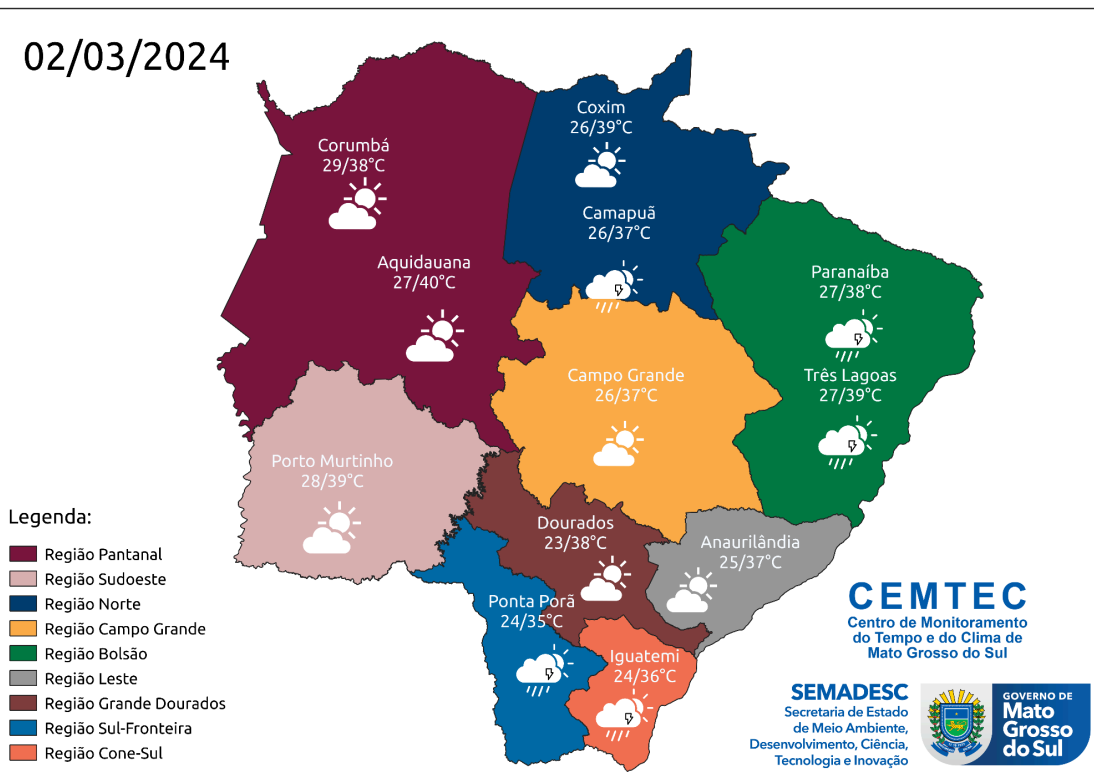 02/03/2024
Coxim
26/39°C
Corumbá
29/38°C
Camapuã
26/37°C
Aquidauana
27/40°C
Paranaíba
27/38°C
Campo Grande
26/37°C
Três Lagoas
27/39°C
Porto Murtinho
28/39°C
Dourados
23/38°C
Anaurilândia
25/37°C
Ponta Porã
24/35°C
Iguatemi
24/36°C
Legenda:
Região Pantanal
Região Sudoeste
Região Norte
Região Campo Grande
Região Bolsão
Região Leste
Região Grande Dourados
Região Sul-Fronteira
Região Cone-Sul
CEMTEC
Centro de Monitoramento
do Tempo e do Clima de
Mato Grosso do Sul
SEMADESC
Secretaria de Estado
de Meio Ambiente,
Desenvolvimento, Ciência,
Tecnologia e Inovação
GOVERNO DE
Mato
Grosso
do Sul